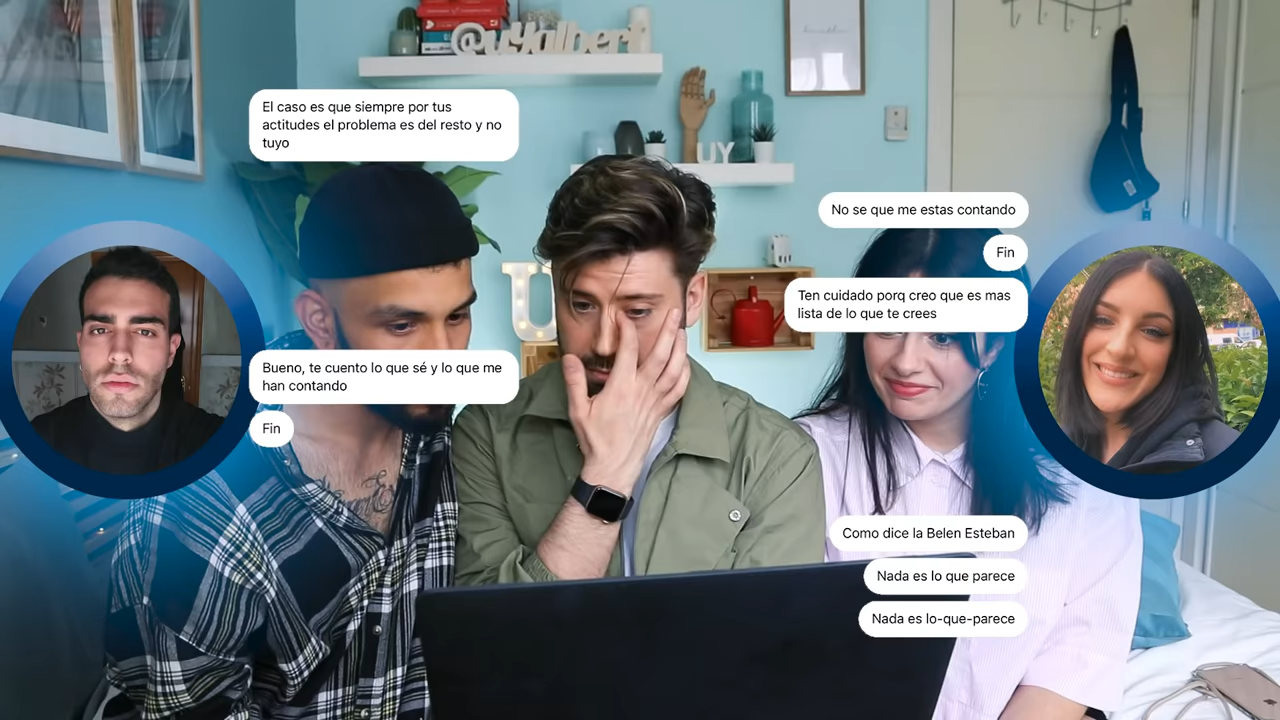 @uyalbert
El caso es que siempre por tus
actitudes el problema es del resto y no
tuyo
UY
No se que me estas contando
Fin
U
Ten cuidado porq creo que es mas
lista de lo que te crees
Bueno, te cuento lo que sé y lo que me
han contando
Fin
Como dice la Belen Esteban
Nada es lo que parece
Nada es lo-que-parece